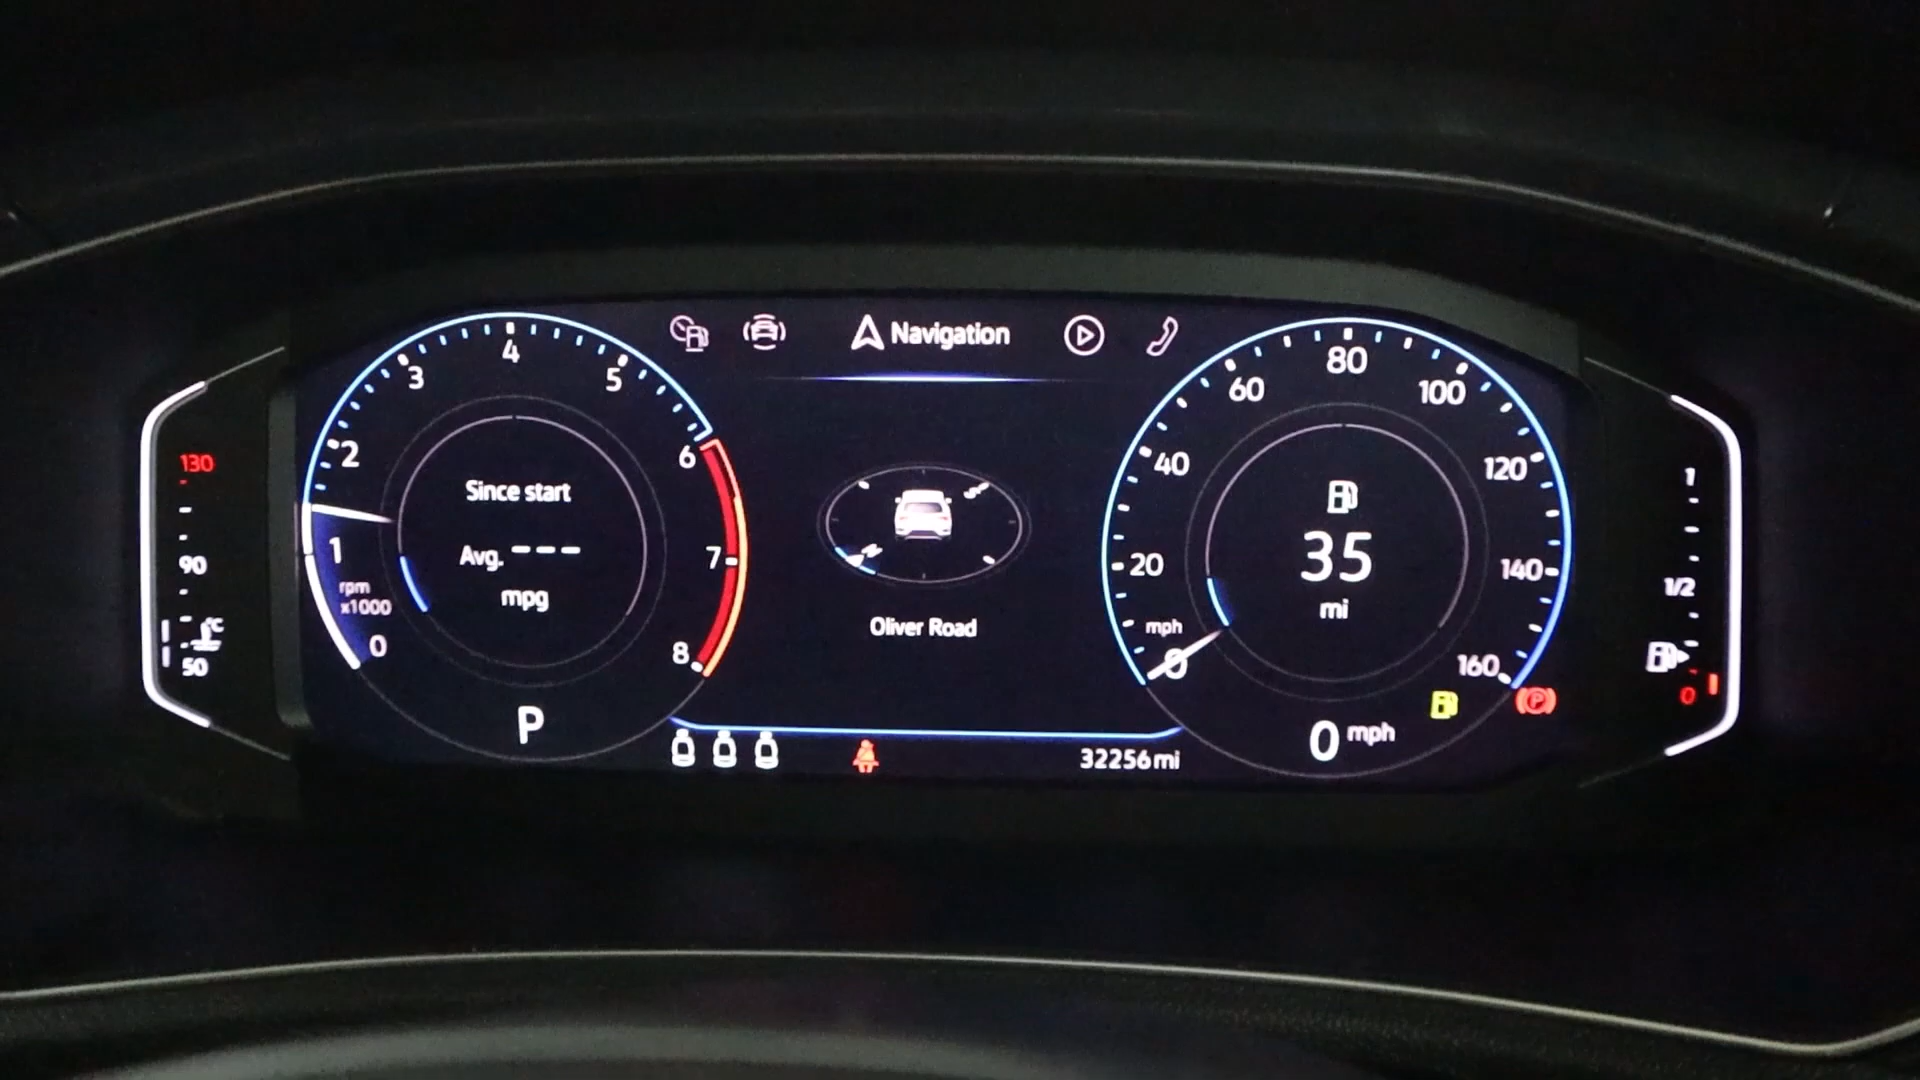 Navigation
130
90
°C
50
0
1
2
3
4
5
6
7
8
rpm
x1000
Since start
Avg. ---
mpg
P
N
Oliver Road
32256 mi
0
20
40
60
80
100
120
140
160
mph
35
mi
0 mph
P
1
1/2
0